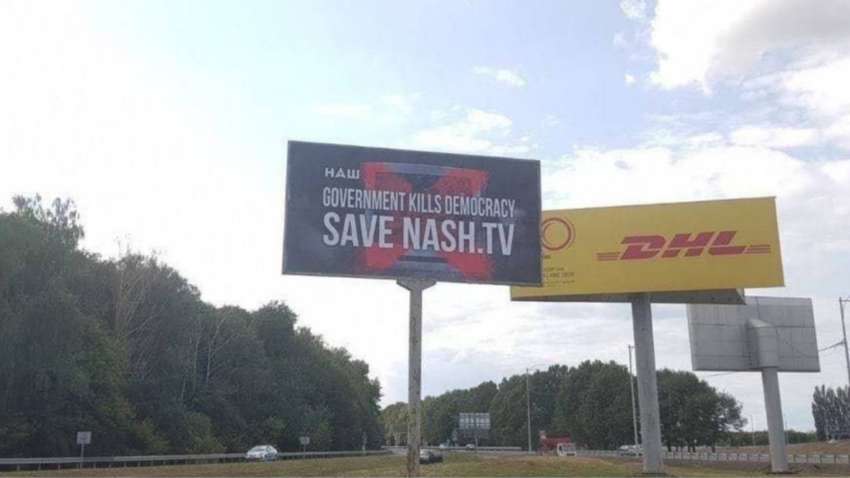 НАШ
GOVERNMENT KILLS DEMOCRACY
SAVE NASH.TV
DHL